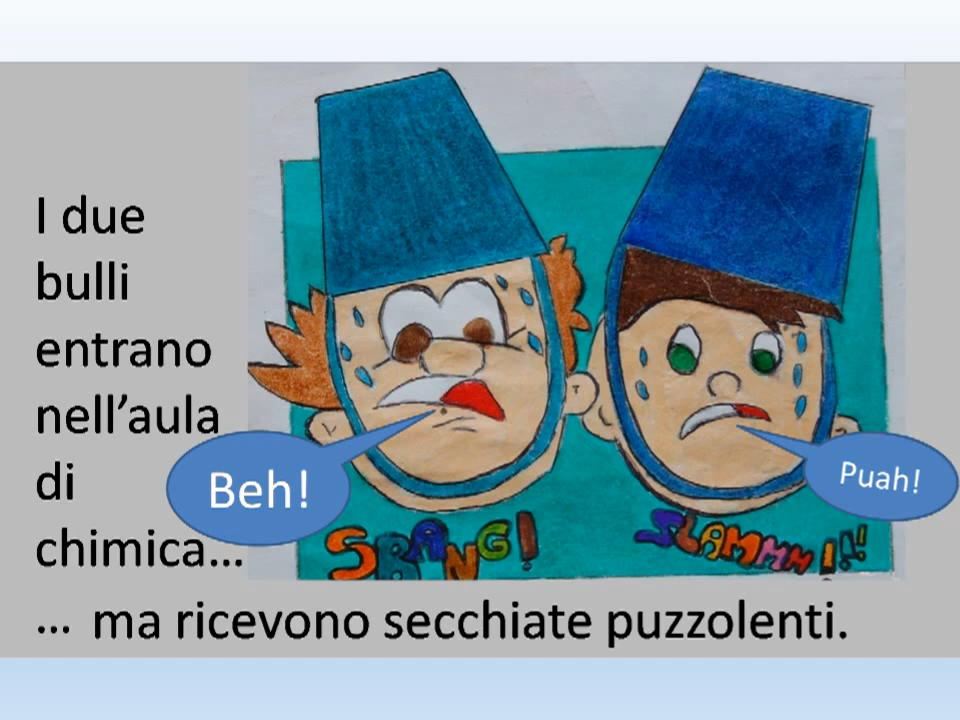 I due
bulli
entrano
nell’aula
di
chimica...
Beh!
Puah!
SBANG!
SLAMMM!!!
... ma ricevono secchiate puzzolenti.